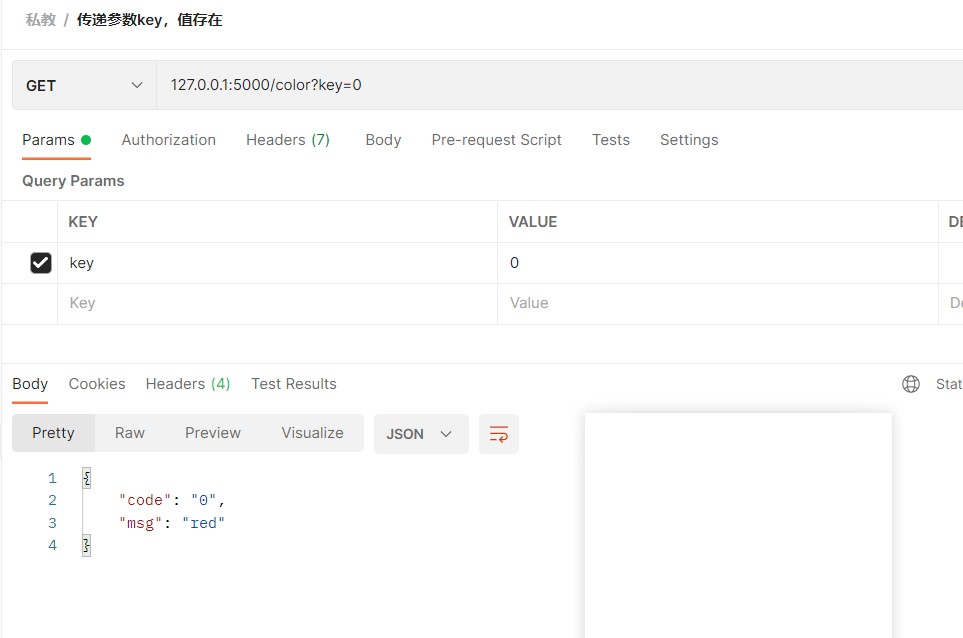 私教 / 传递参数key，值存在
GET 127.0.0.1:5000/color?key=0
Params Authorization Headers (7) Body Pre-request Script Tests Settings
Query Params
KEY VALUE
key 0
Key Value
Body Cookies Headers (4) Test Results
Pretty Raw Preview Visualize JSON
1 {
2 "code": "0",
3 "msg": "red"
4 }